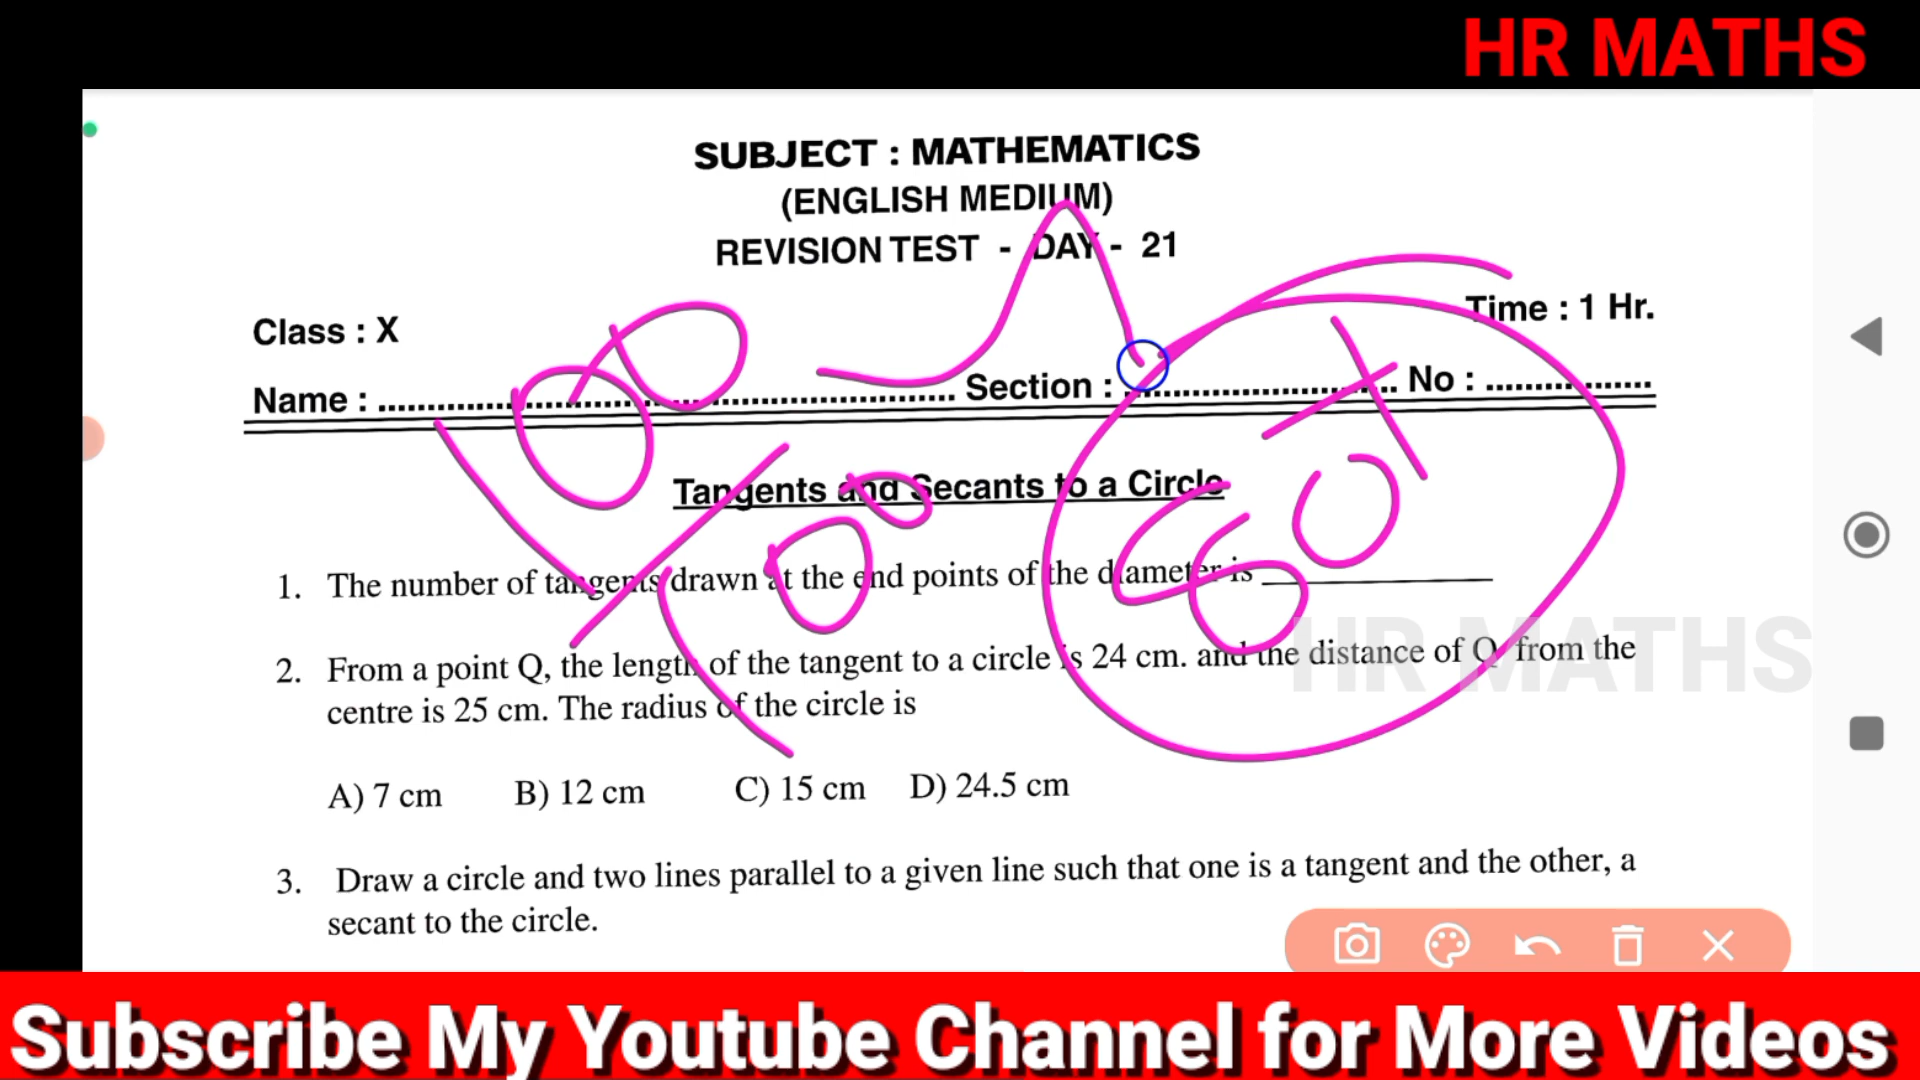 HR MATHS
SUBJECT : MATHEMATICS
(ENGLISH MEDIUM)
REVISION TEST - DAY - 21
Class : X
Time : 1 Hr.
Name : .................................................................. Section : .............................. No : ....................
Tangents and Secants to a Circle
1. The number of tangents drawn at the end points of the diameter is ______________
2. From a point Q, the length of the tangent to a circle is 24 cm. and the distance of Q from the
centre is 25 cm. The radius of the circle is
HR MATHS
A) 7 cm B) 12 cm C) 15 cm D) 24.5 cm
3. Draw a circle and two lines parallel to a given line such that one is a tangent and the other, a
secant to the circle.
Subscribe My Youtube Channel for More Videos